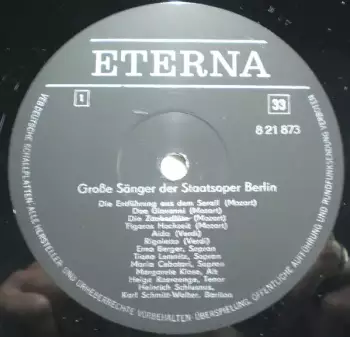 ETERNA
1
33
8 21 873
Große Sänger der Staatsoper Berlin
Die Entführung aus dem Serail (Mozart)
Don Giovanni (Mozart)
Die Zauberflöte (Mozart)
Figaros Hochzeit (Mozart)
Aida (Verdi)
Rigoletto (Verdi)
Erna Berger, Sopran
Tiana Lemnitz, Sopran
Maria Cebotari, Sopran
Margarete Klose, Alt
Helge Rosvaenge, Tenor
Heinrich Schlusnus,
Karl Schmitt-Walter, Bariton
VEB DEUTSCHE SCHALLPLATTEN · ALLE HERSTELLER- UND URHEBERRECHTE VORBEHALTEN · ÜBERSPIELUNG, ÖFFENTLICHE AUFFÜHRUNG UND RUNDFUNKSENDUNG VERBOTEN